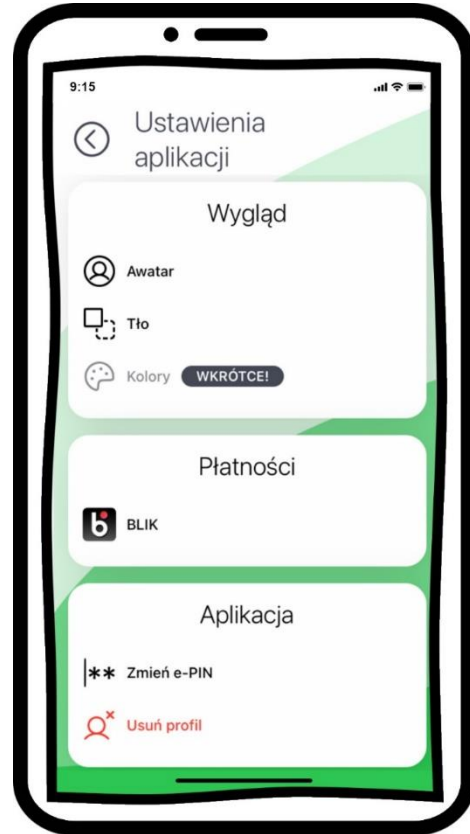 9:15
Ustawienia
aplikacji
Wygląd
Awatar
Tło
Kolory WKRÓTCE!
Płatności
BLIK
Aplikacja
|** Zmień e-PIN
Usuń profil